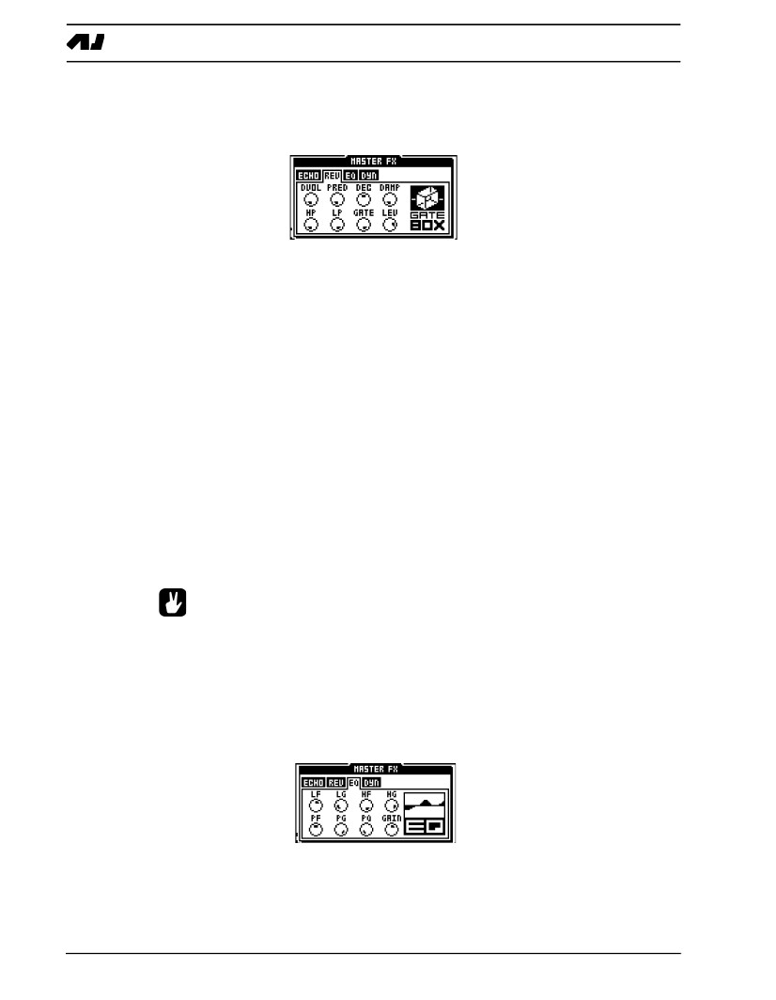 MASTER FX
ECHO REV EQ DYN
DVOL PRED DEC DAMP
HP LP GATE LEV
GATE
BOX
MASTER FX
ECHO REV EQ DYN
LF LG HF HG
PF PG PQ GAIN
EQ